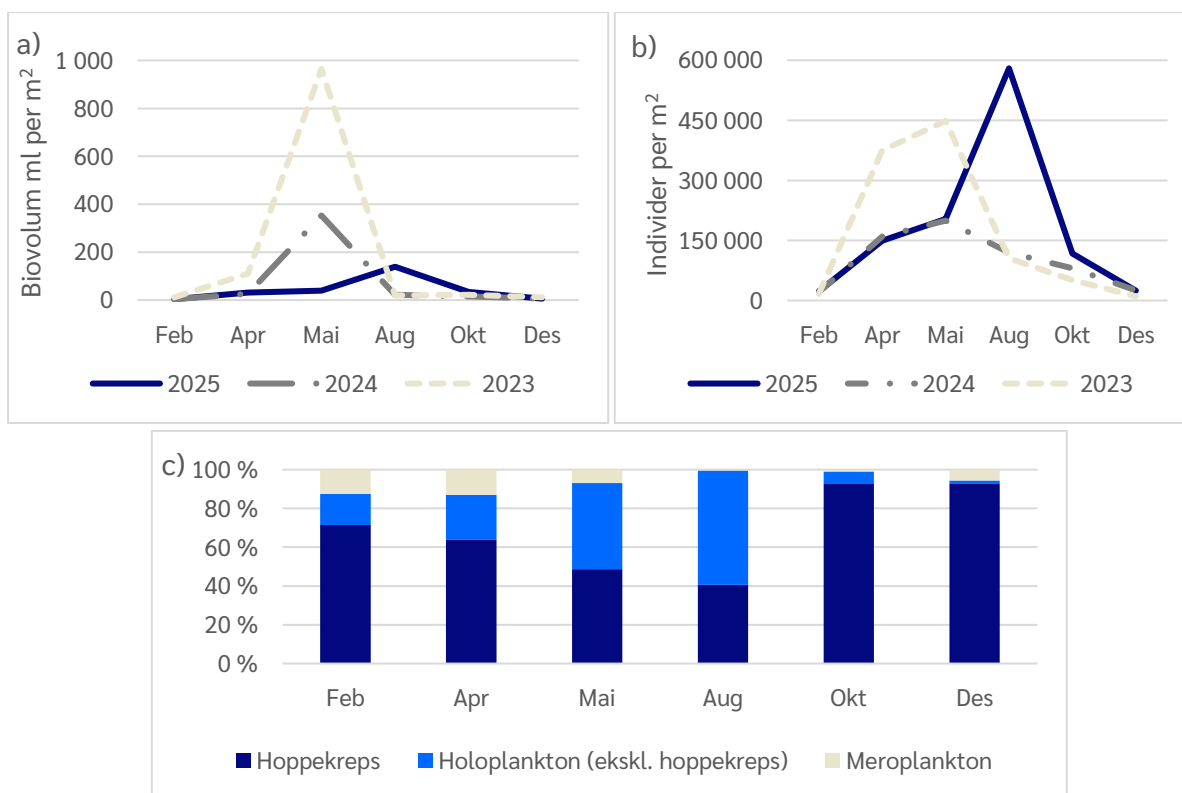 a)
Biovolum ml per m²
1 000
800
600
400
200
0
Feb Apr Mai Aug Okt Des
2025 2024 2023
b)
Individer per m²
600 000
450 000
300 000
150 000
0
Feb Apr Mai Aug Okt Des
2025 2024 2023
c)
100 %
80 %
60 %
40 %
20 %
0 %
Feb Apr Mai Aug Okt Des
Hoppekreps Holoplankton (ekskl. hoppekreps) Meroplankton